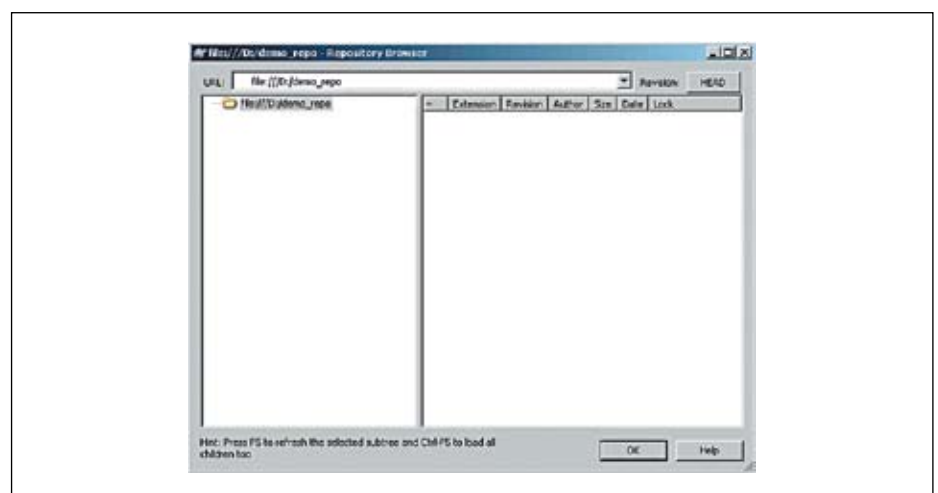 file:///D:/demo_repo - Repository Browser
URL: file:///D:/demo_repo Revision: HEAD
file:///D:/demo_repo
Extension Revision Author Size Date Lock
Hint: Press F5 to refresh the selected subtree and Ctrl-F5 to load all
children too
OK Help